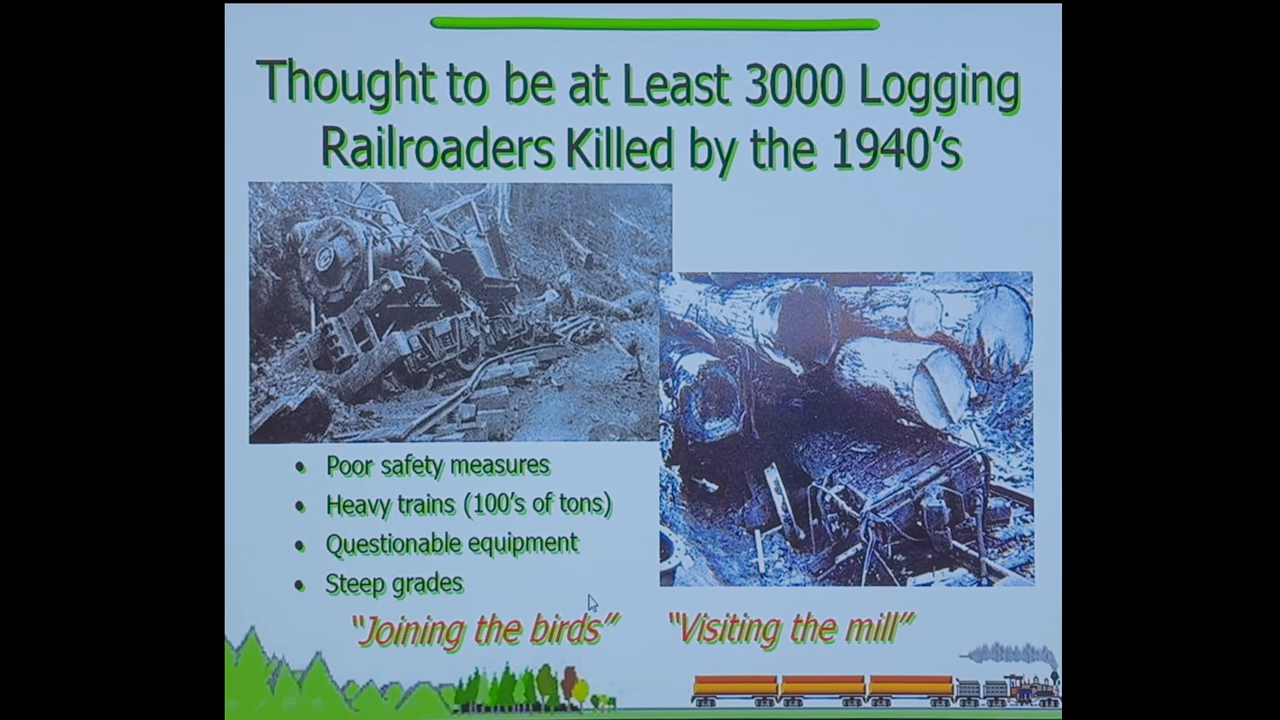 Thought to be at Least 3000 Logging
Railroaders Killed by the 1940's
• Poor safety measures
• Heavy trains (100's of tons)
• Questionable equipment
• Steep grades
"Joining the birds" "Visiting the mill"